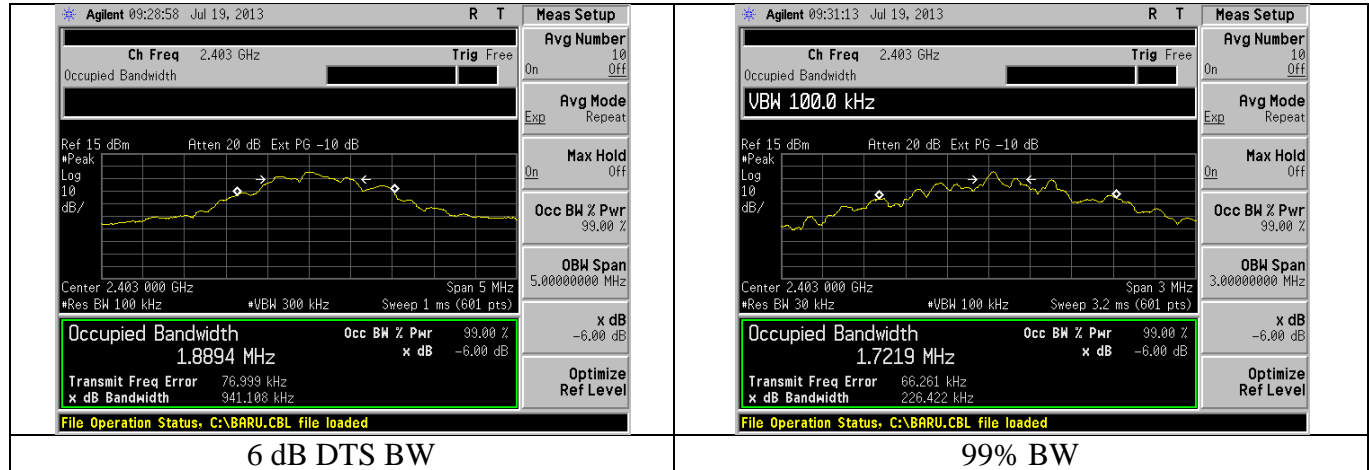 Agilent 09:28:58 Jul 19, 2013 R T
Meas Setup
Ch Freq 2.403 GHz Trig Free
Occupied Bandwidth
Avg Number
10
On Off
Avg Mode
Exp Repeat
Ref 15 dBm Atten 20 dB Ext PG -10 dB
#Peak
Log
10
dB/
Max Hold
On Off
Occ BW % Pwr
99.00 %
Center 2.403 000 GHz Span 5 MHz
#Res BW 100 kHz #VBW 300 kHz Sweep 1 ms (601 pts)
OBW Span
5.00000000 MHz
Occupied Bandwidth Occ BW % Pwr 99.00 %
1.8894 MHz x dB -6.00 dB
Transmit Freq Error 76.999 kHz
x dB Bandwidth 941.108 kHz
x dB
-6.00 dB
Optimize
Ref Level
File Operation Status, C:\BARU.CBL file loaded
6 dB DTS BW
Agilent 09:31:13 Jul 19, 2013 R T
Meas Setup
Ch Freq 2.403 GHz Trig Free
Occupied Bandwidth
VBW 100.0 kHz
Avg Number
10
On Off
Avg Mode
Exp Repeat
Ref 15 dBm Atten 20 dB Ext PG -10 dB
#Peak
Log
10
dB/
Max Hold
On Off
Occ BW % Pwr
99.00 %
Center 2.403 000 GHz Span 3 MHz
#Res BW 30 kHz #VBW 100 kHz Sweep 3.2 ms (601 pts)
OBW Span
3.00000000 MHz
Occupied Bandwidth Occ BW % Pwr 99.00 %
1.7219 MHz x dB -6.00 dB
Transmit Freq Error 66.261 kHz
x dB Bandwidth 226.422 kHz
x dB
-6.00 dB
Optimize
Ref Level
File Operation Status, C:\BARU.CBL file loaded
99% BW